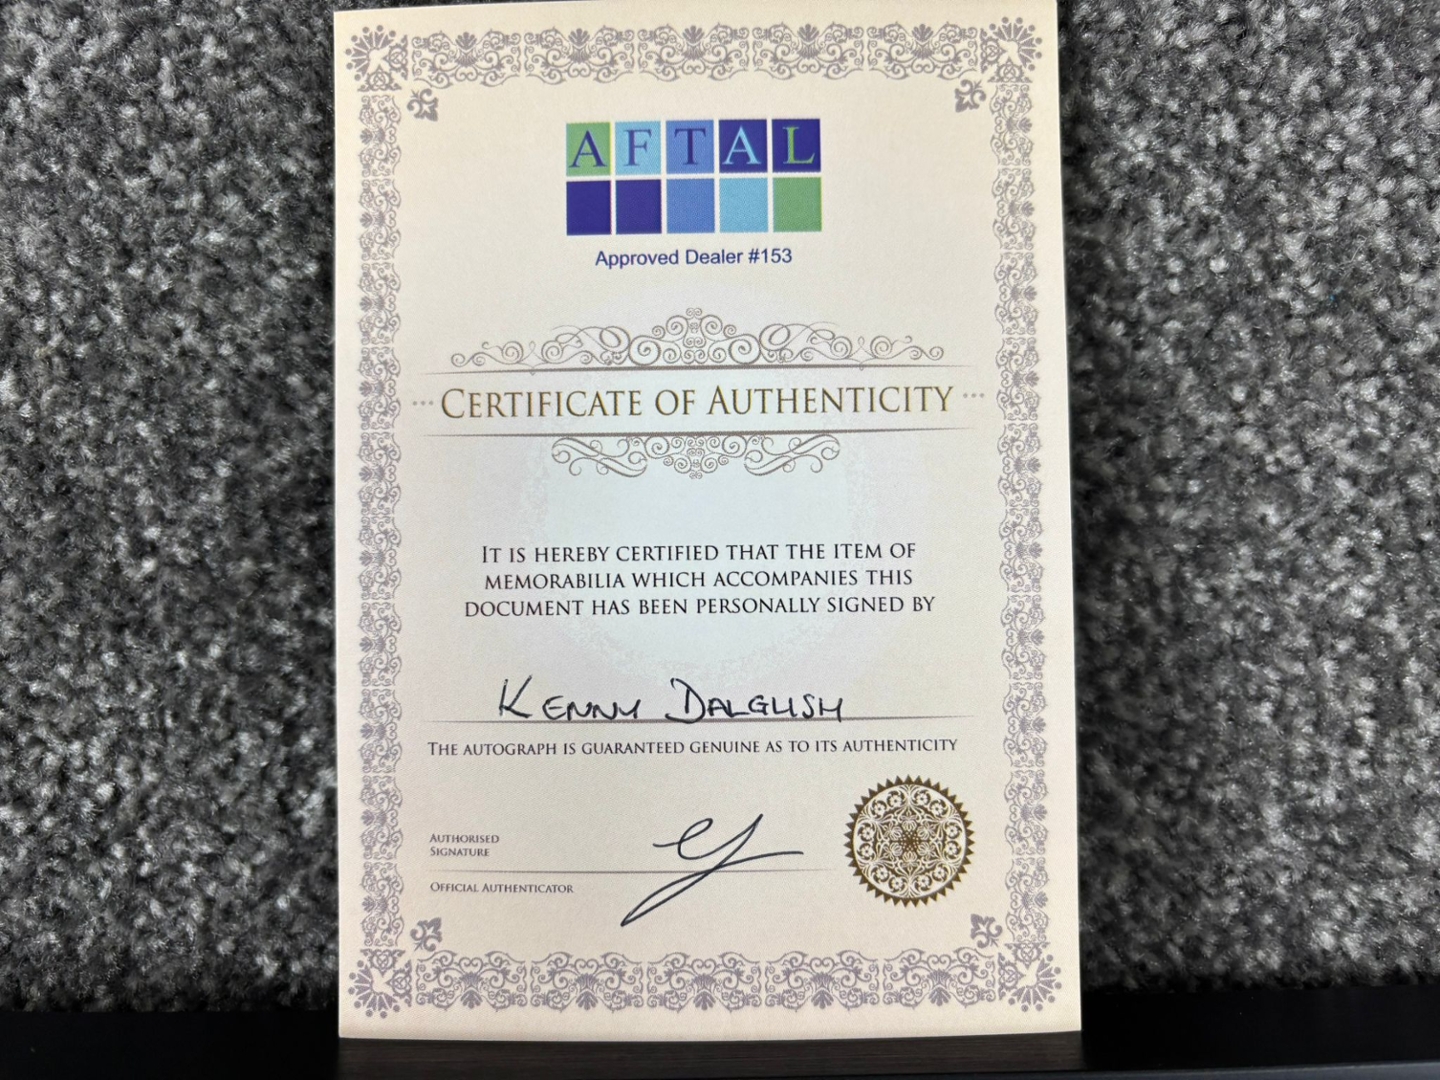 AFTAL
Approved Dealer #153
CERTIFICATE OF AUTHENTICITY
IT IS HEREBY CERTIFIED THAT THE ITEM OF
MEMORABILIA WHICH ACCOMPANIES THIS
DOCUMENT HAS BEEN PERSONALLY SIGNED BY
KENNY DALGLISH
THE AUTOGRAPH IS GUARANTEED GENUINE AS TO ITS AUTHENTICITY
AUTHORISED
SIGNATURE
OFFICIAL AUTHENTICATOR